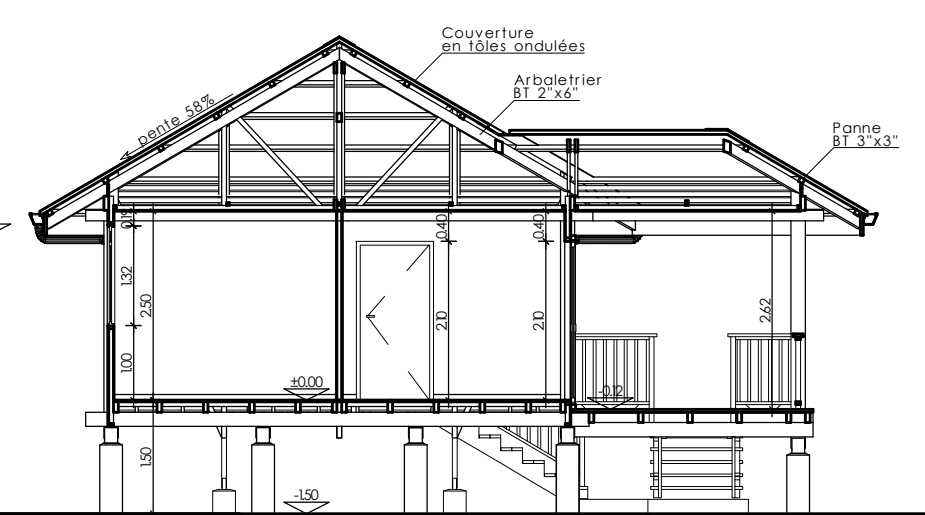 Couverture
en tôles ondulées
Arbaletrier
BT 2"x6"
pente 58%
Panne
BT 3"x3"
0.19
0.40
0.40
1.32
2.50
2.10
2.10
2.62
1.00
±0.00
-0.12
1.50
-1.50